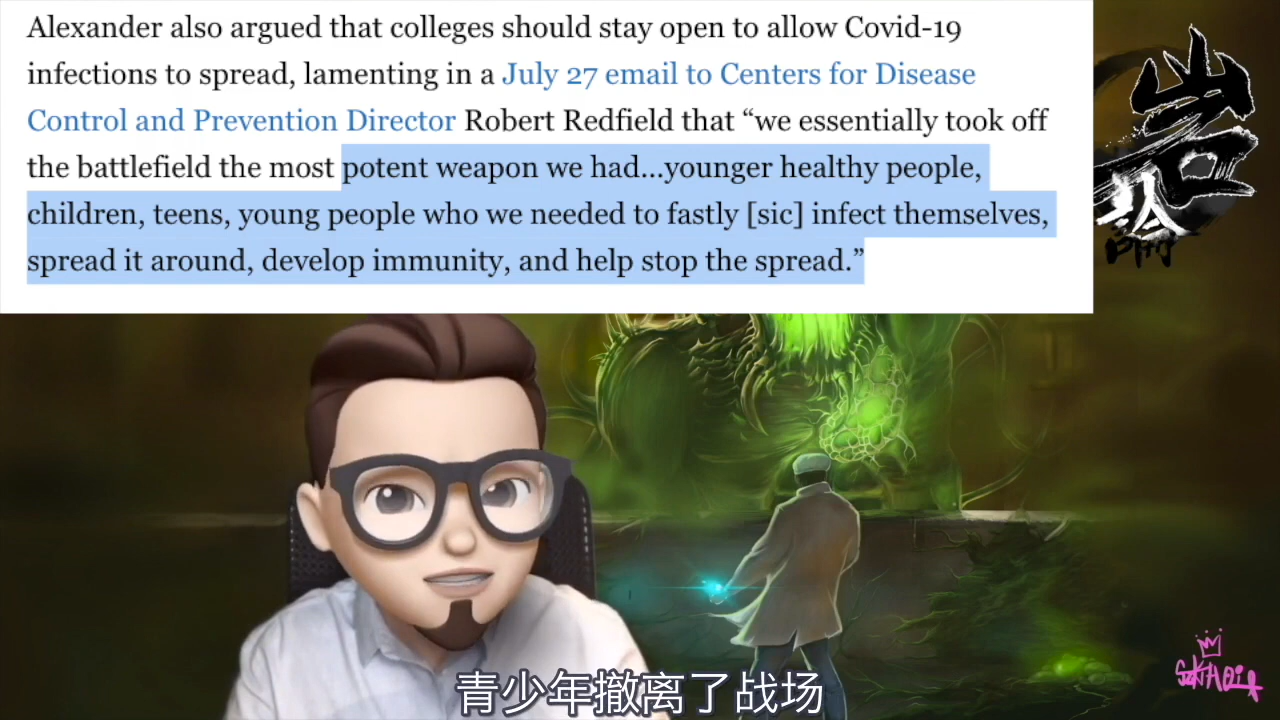 Alexander also argued that colleges should stay open to allow Covid-19
infections to spread, lamenting in a July 27 email to Centers for Disease
Control and Prevention Director Robert Redfield that “we essentially took off
the battlefield the most potent weapon we had...younger healthy people,
children, teens, young people who we needed to fastly [sic] infect themselves,
spread it around, develop immunity, and help stop the spread.”
岩論
青少年撤离了战场